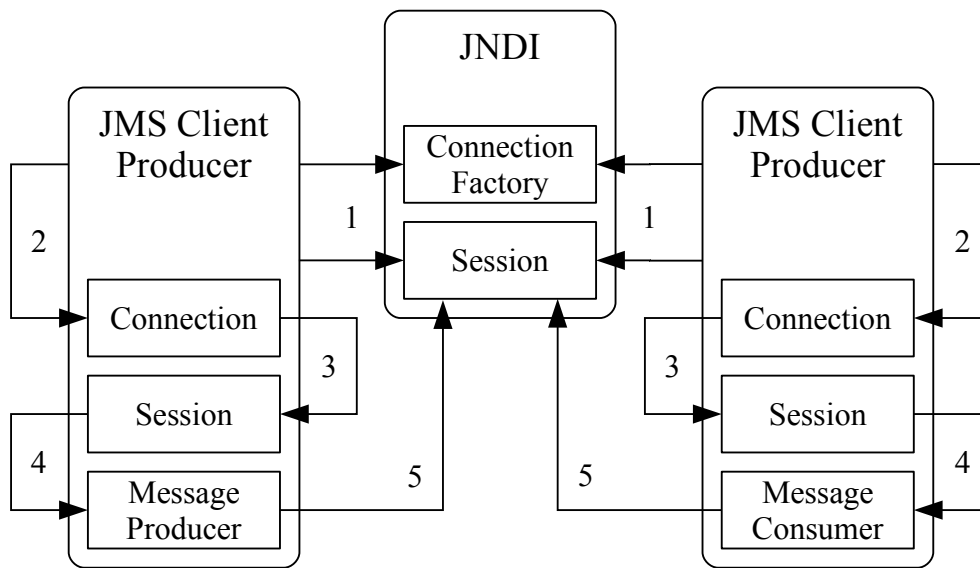 JNDI
JMS Client
Producer
JMS Client
Producer
Connection
Factory
1
1
2
2
Session
Connection
Connection
3
3
Session
Session
4
5
5
4
Message
Producer
Message
Consumer